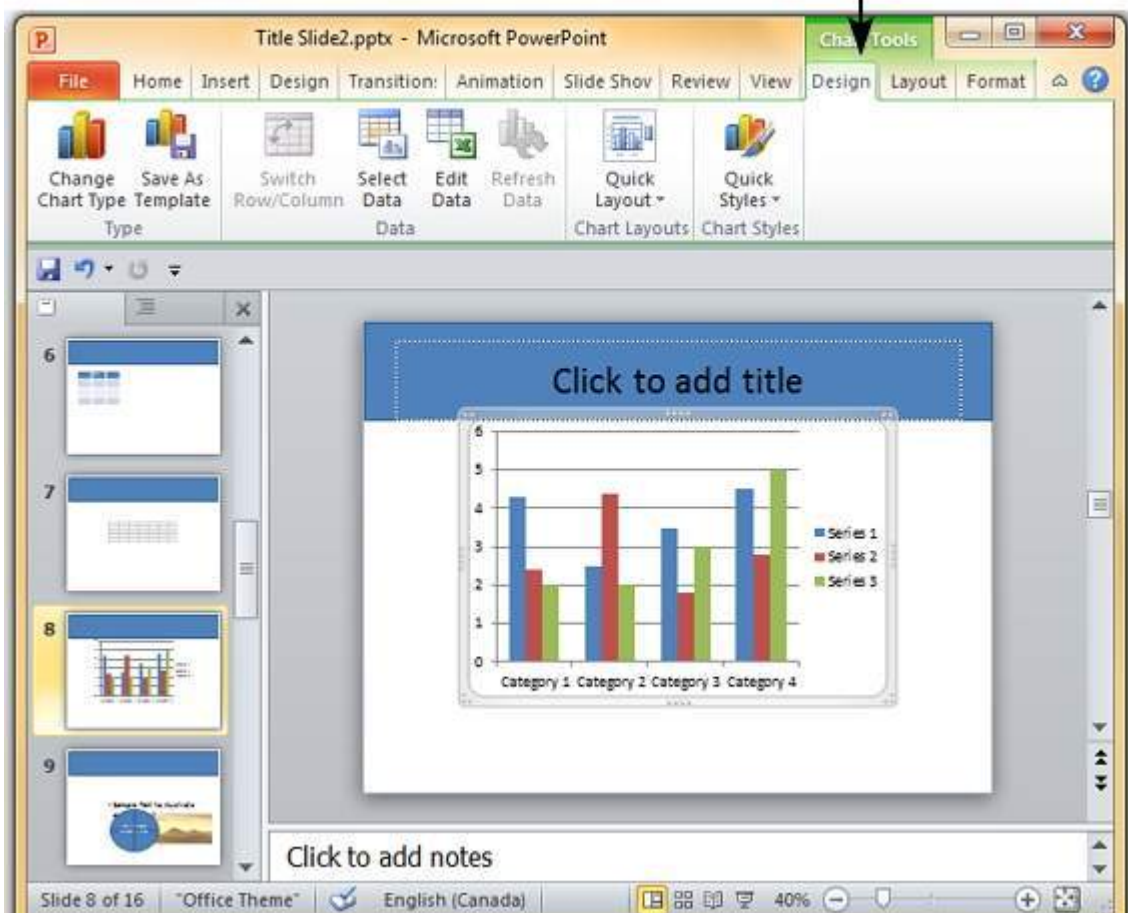 Title Slide2.pptx - Microsoft PowerPoint
Chart Tools
File Home Insert Design Transition: Animation Slide Shov Review View Design Layout Format
Change Chart Type
Save As Template
Switch Row/Column
Select Data
Edit Data
Refresh Data
Quick Layout
Quick Styles
Type
Data
Chart Layouts
Chart Styles
6
7
8
9
Click to add title
6
5
4
3
2
1
0
Category 1 Category 2 Category 3 Category 4
Series 1
Series 2
Series 3
Click to add notes
Slide 8 of 16 "Office Theme" English (Canada) 40%